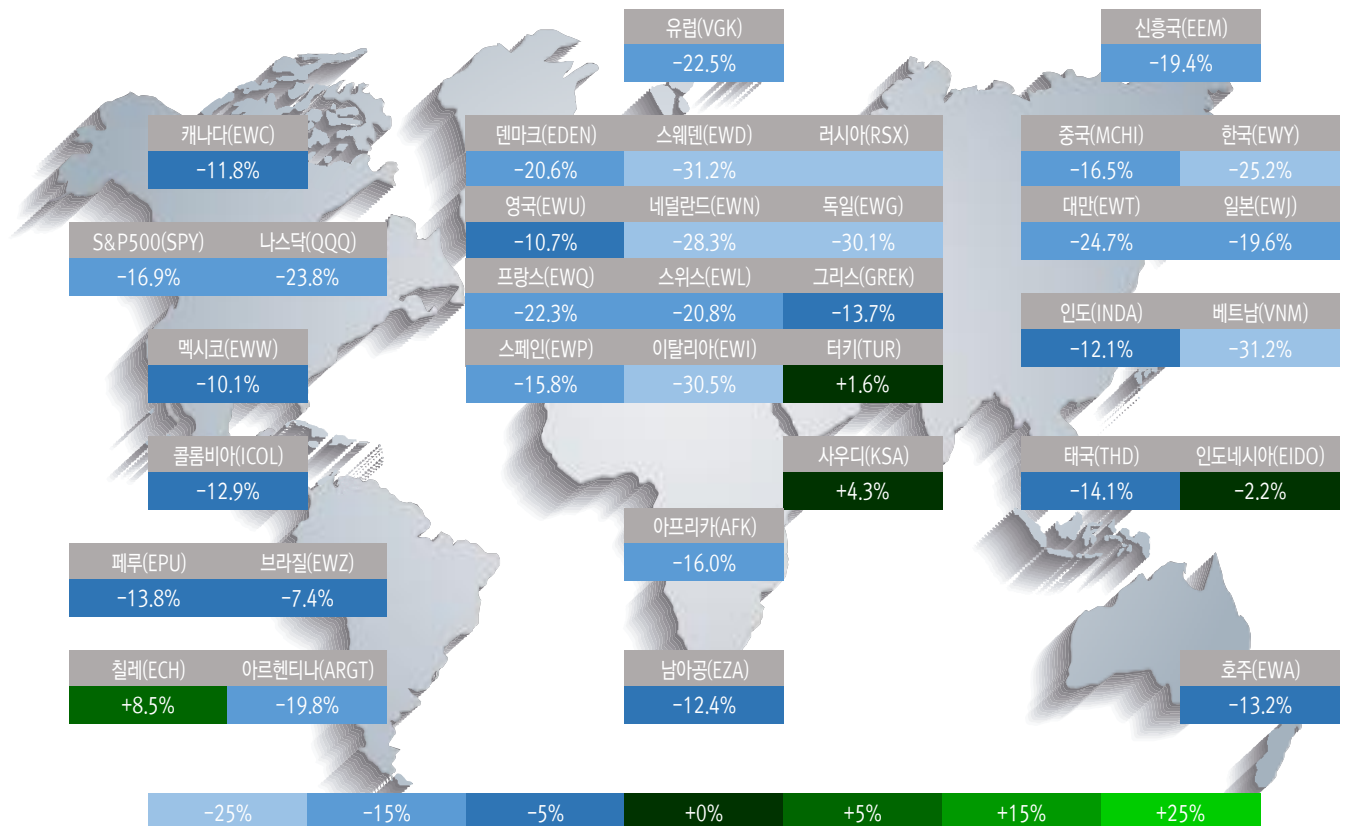 유럽(VGK) 신흥국(EEM)
-22.5% -19.4%
캐나다(EWC) 덴마크(EDEN) 스웨덴(EWD) 러시아(RSX) 중국(MCHI) 한국(EWY)
-11.8% -20.6% -31.2% -16.5% -25.2%
영국(EWU) 네덜란드(EWN) 독일(EWG) 대만(EWT) 일본(EWJ)
S&P500(SPY) 나스닥(QQQ) -10.7% -28.3% -30.1% -24.7% -19.6%
-16.9% -23.8% 프랑스(EWQ) 스위스(EWL) 그리스(GREK)
-22.3% -20.8% -13.7% 인도(INDA) 베트남(VNM)
멕시코(EWW) 스페인(EWP) 이탈리아(EWI) 터키(TUR) -12.1% -31.2%
-10.1% -15.8% -30.5% +1.6%
콜롬비아(ICOL) 사우디(KSA) 태국(THD) 인도네시아(EIDO)
-12.9% +4.3% -14.1% -2.2%
아프리카(AFK)
페루(EPU) 브라질(EWZ) -16.0%
-13.8% -7.4%
칠레(ECH) 아르헨티나(ARGT) 남아공(EZA) 호주(EWA)
+8.5% -19.8% -12.4% -13.2%
-25% -15% -5% +0% +5% +15% +25%